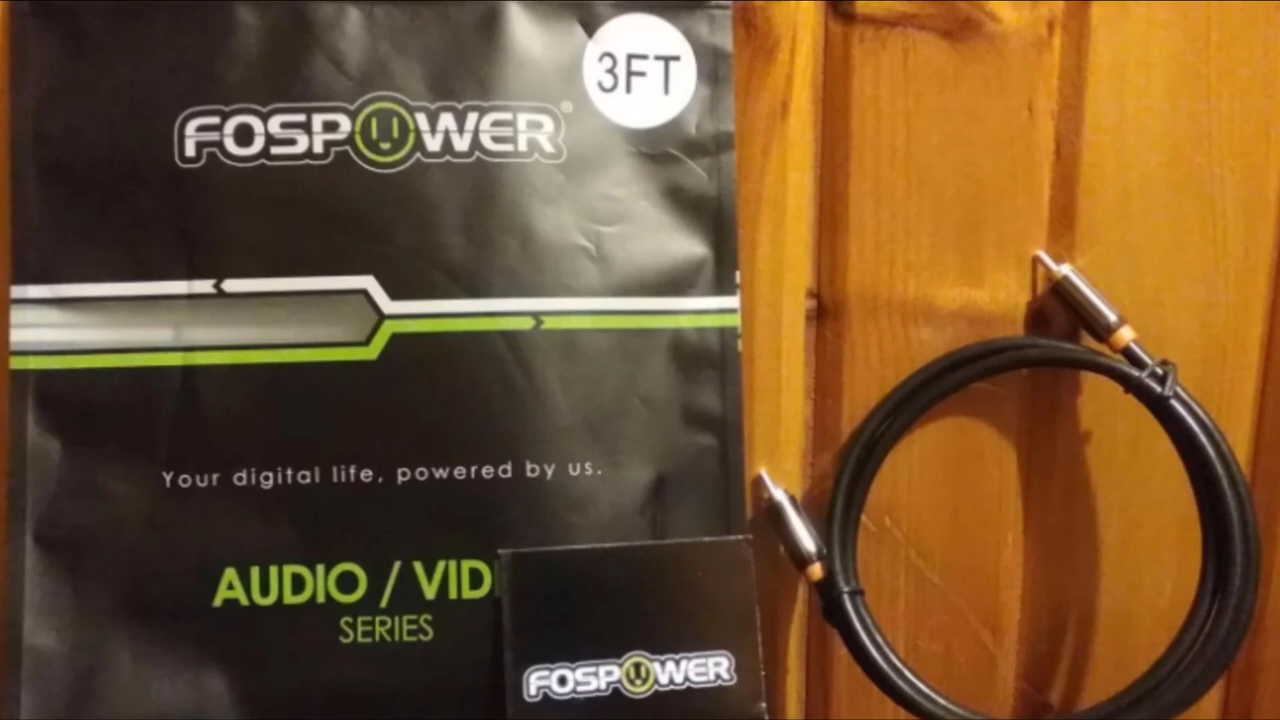 3FT
FOSPOWER®
Your digital life, powered by us.
AUDIO / VID
SERIES
FOSPOWER